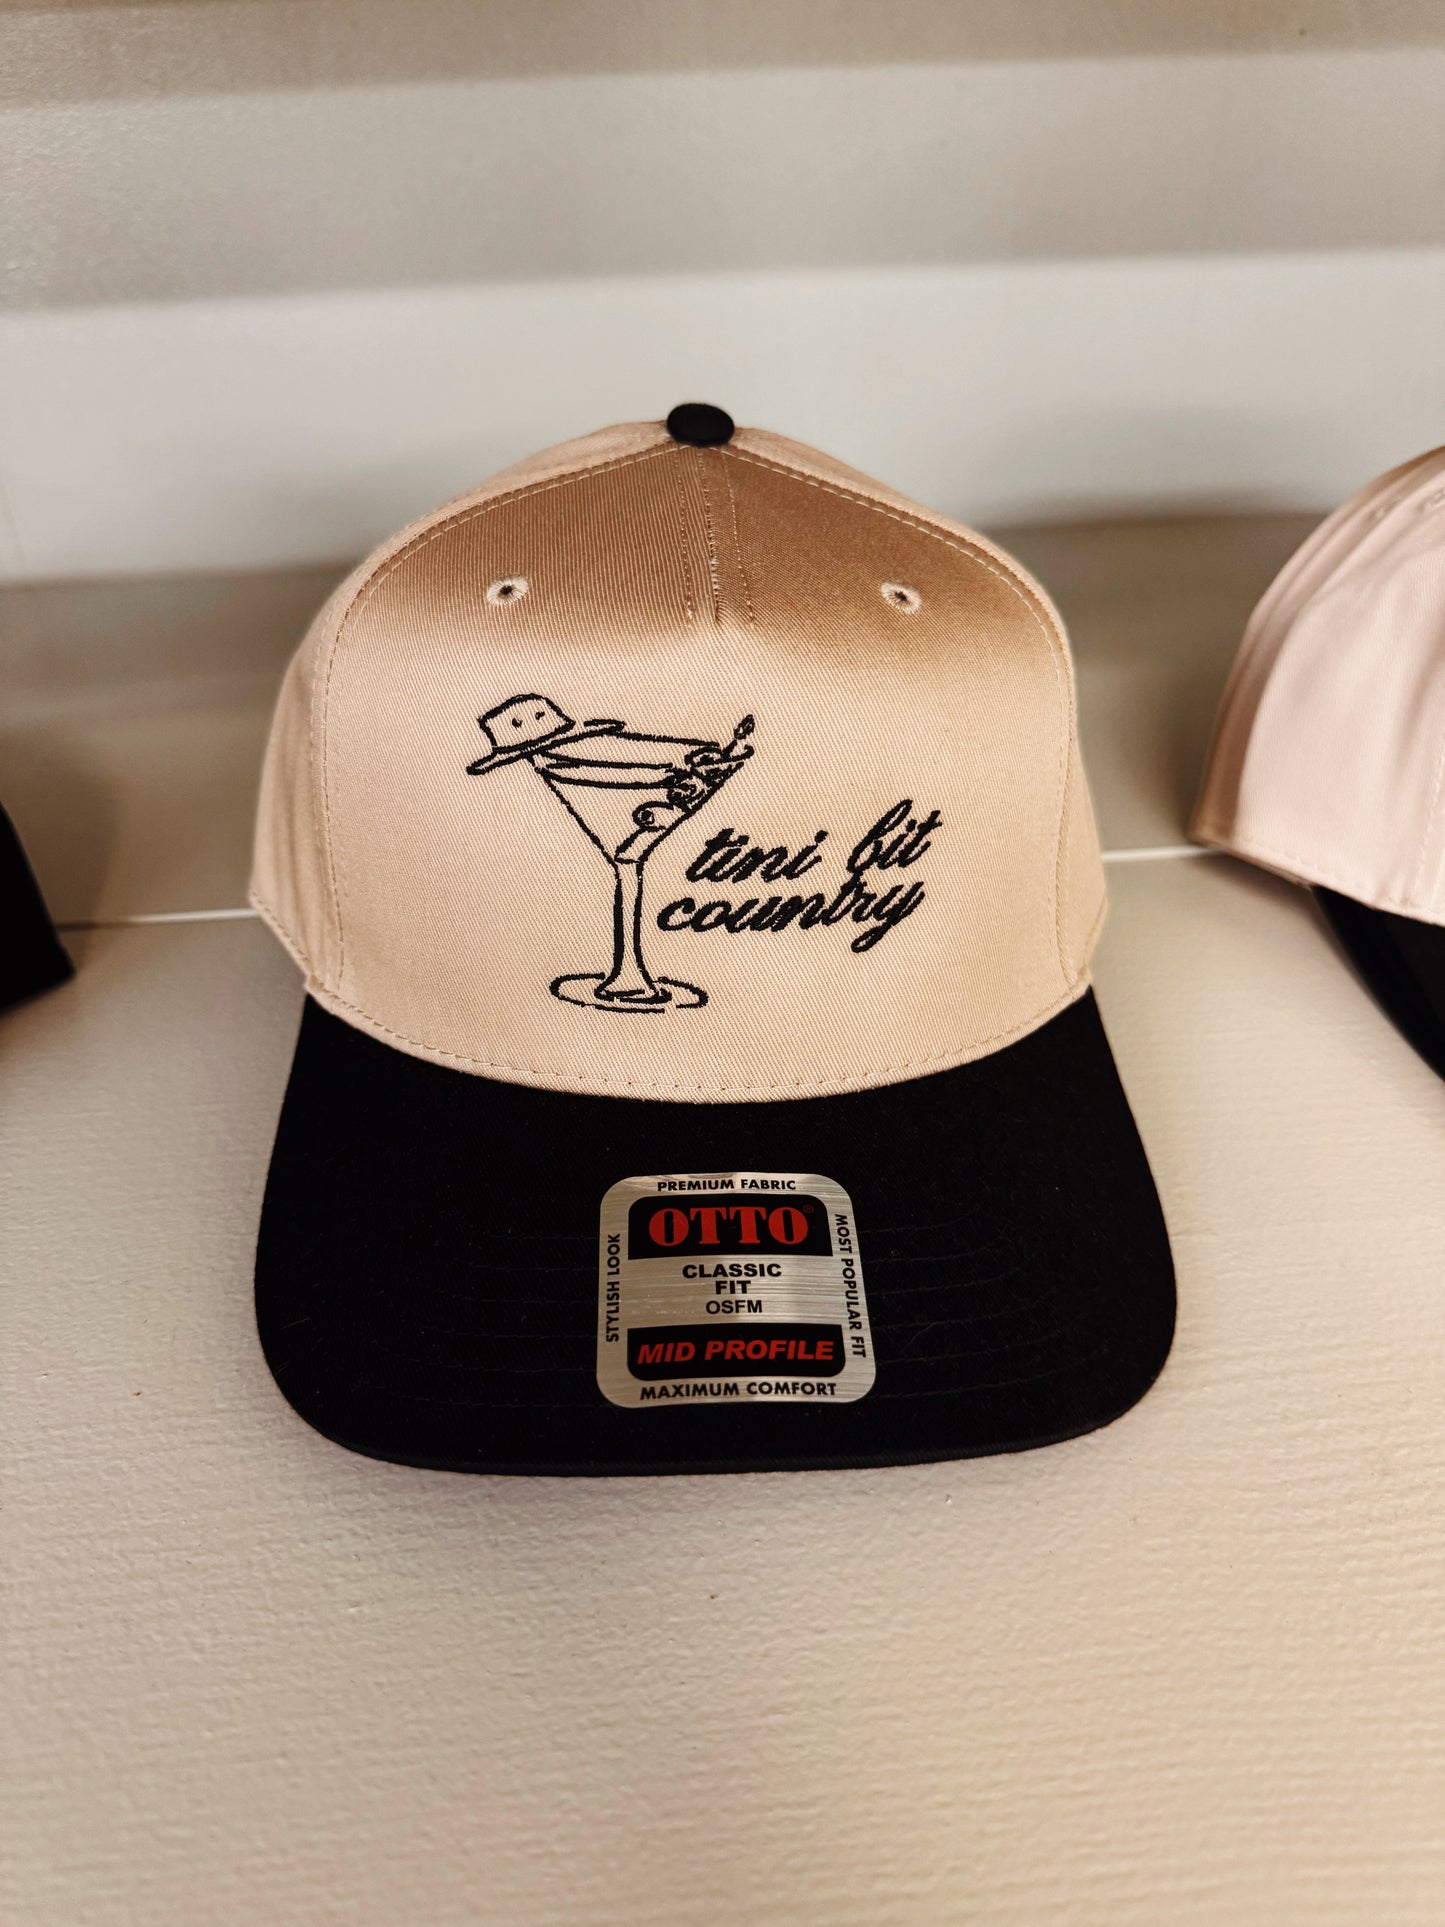 tini bit
country
PREMIUM FABRIC
OTTO®
STYLISH LOOK
CLASSIC
FIT
OSFM
MOST POPULAR FIT
MID PROFILE
MAXIMUM COMFORT